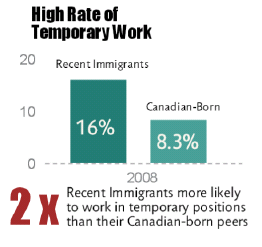 High Rate of
Temporary Work
20
Recent Immigrants
Canadian-Born
10
16%
8.3%
0
2008
2 x
Recent Immigrants more likely
to work in temporary positions
than their Canadian-born peers